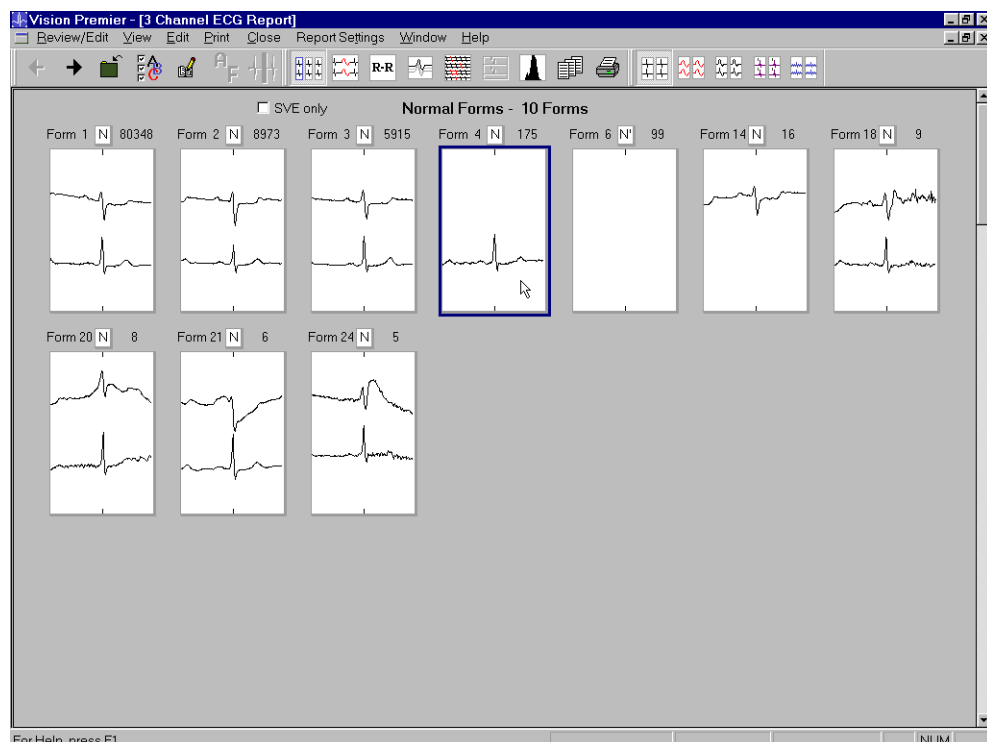 Vision Premier - [3 Channel ECG Report]
Review/Edit View Edit Print Close Report Settings Window Help
A F R-R
SVE only Normal Forms - 10 Forms
Form 1 N 80348 Form 2 N 8973 Form 3 N 5915 Form 4 N 175 Form 6 N' 99 Form 14 N 16 Form 18 N 9
Form 20 N 8 Form 21 N 6 Form 24 N 5
For Help, press F1 NUM